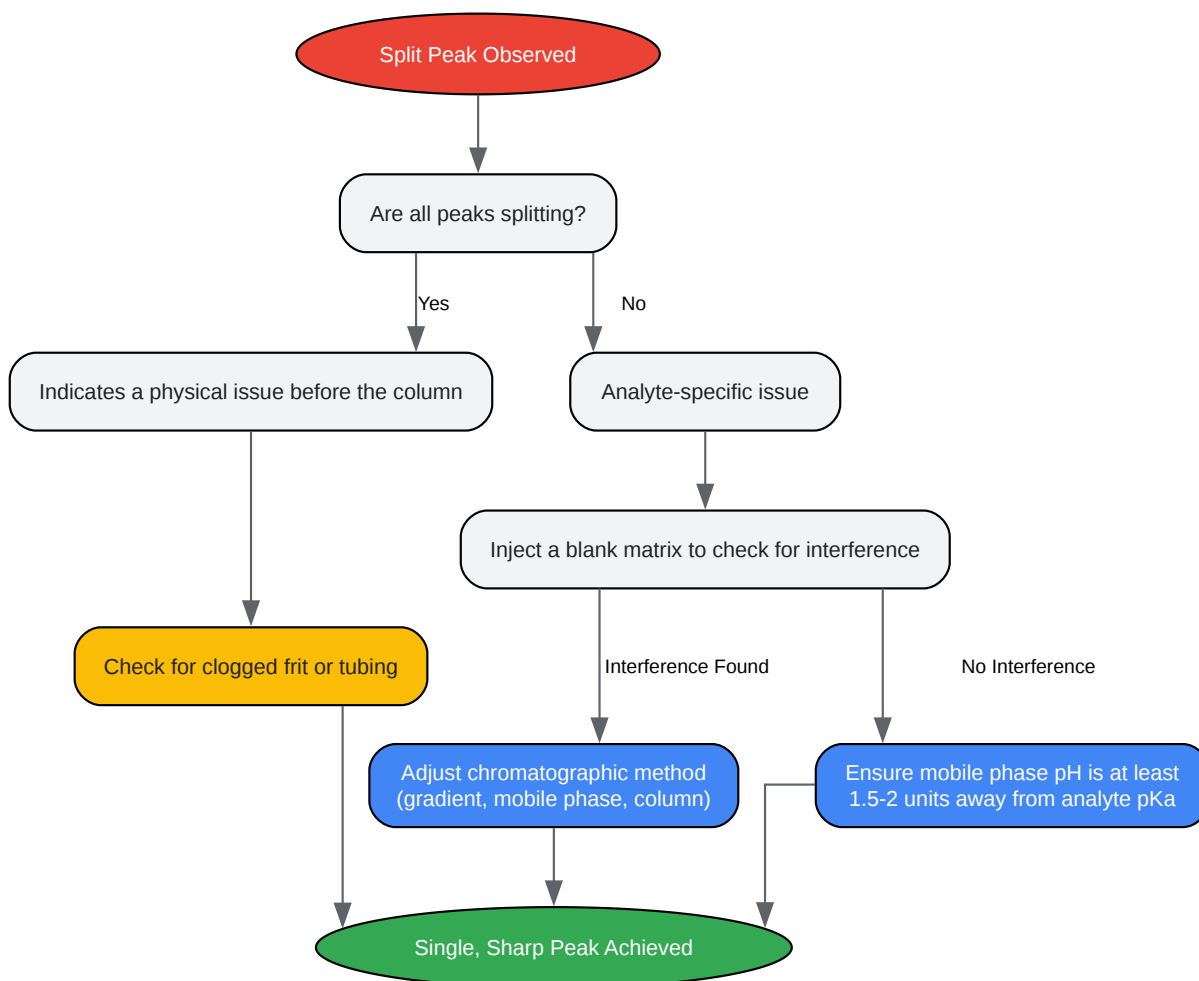 Split Peak Observed
Are all peaks splitting?
Yes
No
Indicates a physical issue before the column
Analyte-specific issue
Inject a blank matrix to check for interference
Check for clogged frit or tubing
Interference Found
No Interference
Adjust chromatographic method
(gradient, mobile phase, column)
Ensure mobile phase pH is at least
1.5-2 units away from analyte pKa
Single, Sharp Peak Achieved